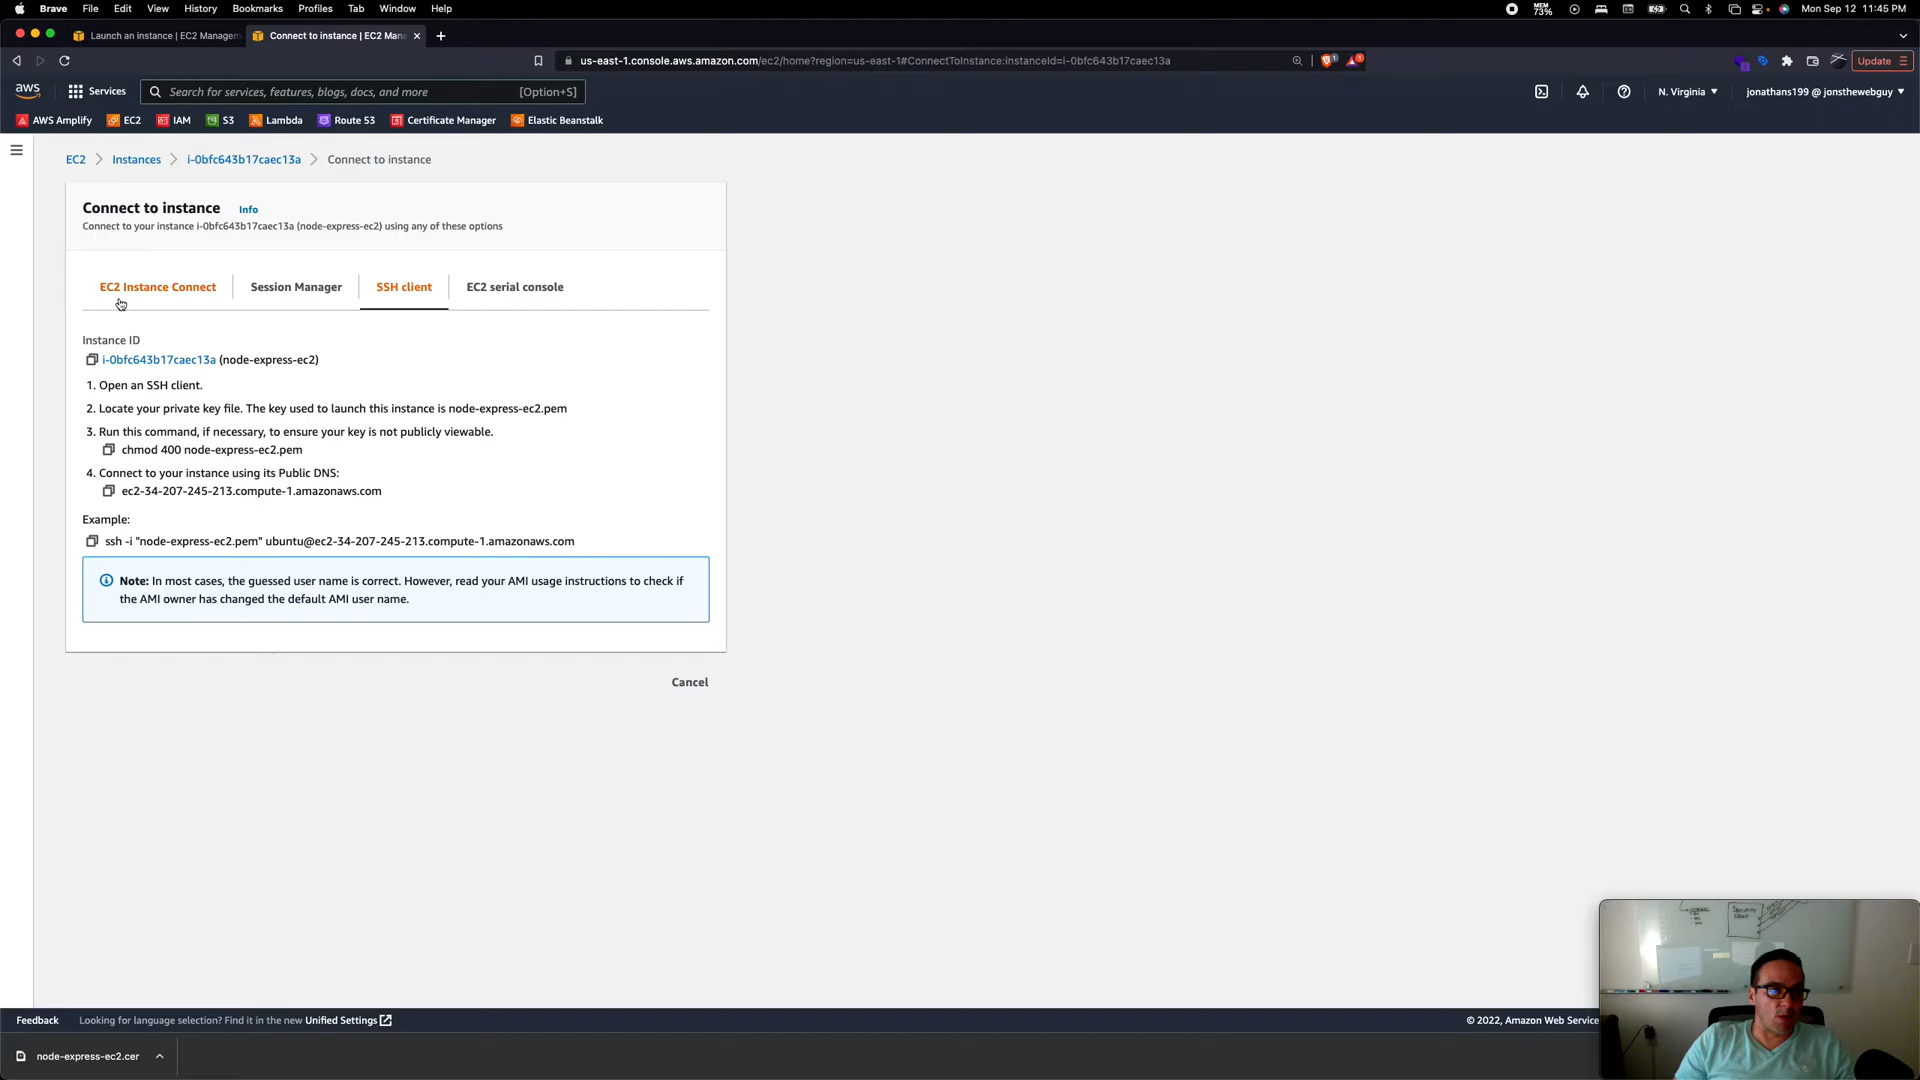 Brave File Edit View History Bookmarks Profiles Tab Window Help
MEM 73% Mon Sep 12 11:45 PM
Launch an instance | EC2 Managem
Connect to instance | EC2 Mana
us-east-1.console.aws.amazon.com/ec2/home?region=us-east-1#ConnectToInstance:instanceId=i-0bfc643b17caec13a
Update
aws Services Search for services, features, blogs, docs, and more [Option+S] N. Virginia jonathans199 @ jonsthewebguy
AWS Amplify EC2 IAM S3 Lambda Route 53 Certificate Manager Elastic Beanstalk
EC2 Instances i-0bfc643b17caec13a Connect to instance
Connect to instance Info
Connect to your instance i-0bfc643b17caec13a (node-express-ec2) using any of these options
EC2 Instance Connect Session Manager SSH client EC2 serial console
Instance ID
i-0bfc643b17caec13a (node-express-ec2)
1. Open an SSH client.
2. Locate your private key file. The key used to launch this instance is node-express-ec2.pem
3. Run this command, if necessary, to ensure your key is not publicly viewable.
chmod 400 node-express-ec2.pem
4. Connect to your instance using its Public DNS:
ec2-34-207-245-213.compute-1.amazonaws.com
Example:
ssh -i "node-express-ec2.pem" ubuntu@ec2-34-207-245-213.compute-1.amazonaws.com
Note: In most cases, the guessed user name is correct. However, read your AMI usage instructions to check if
the AMI owner has changed the default AMI user name.
Cancel
Feedback Looking for language selection? Find it in the new Unified Settings © 2022, Amazon Web Service
node-express-ec2.cer